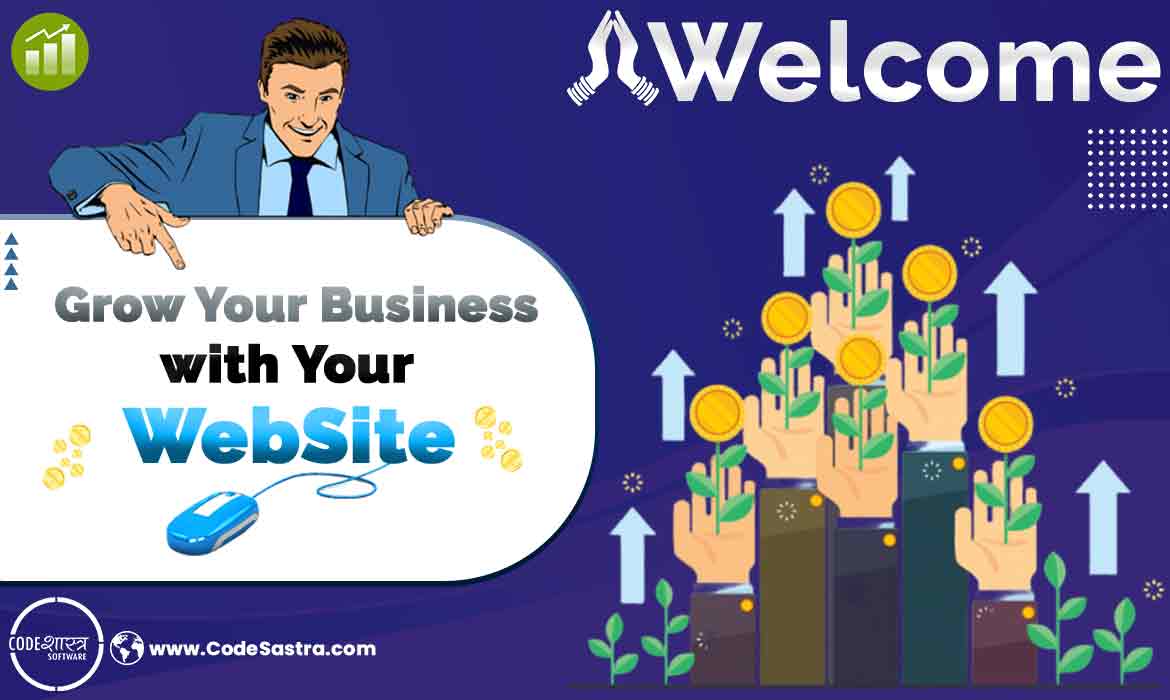 Welcome
Grow Your Business
with Your
WebSite
CODEशास्त्र
SOFTWARE
www.CodeSastra.com